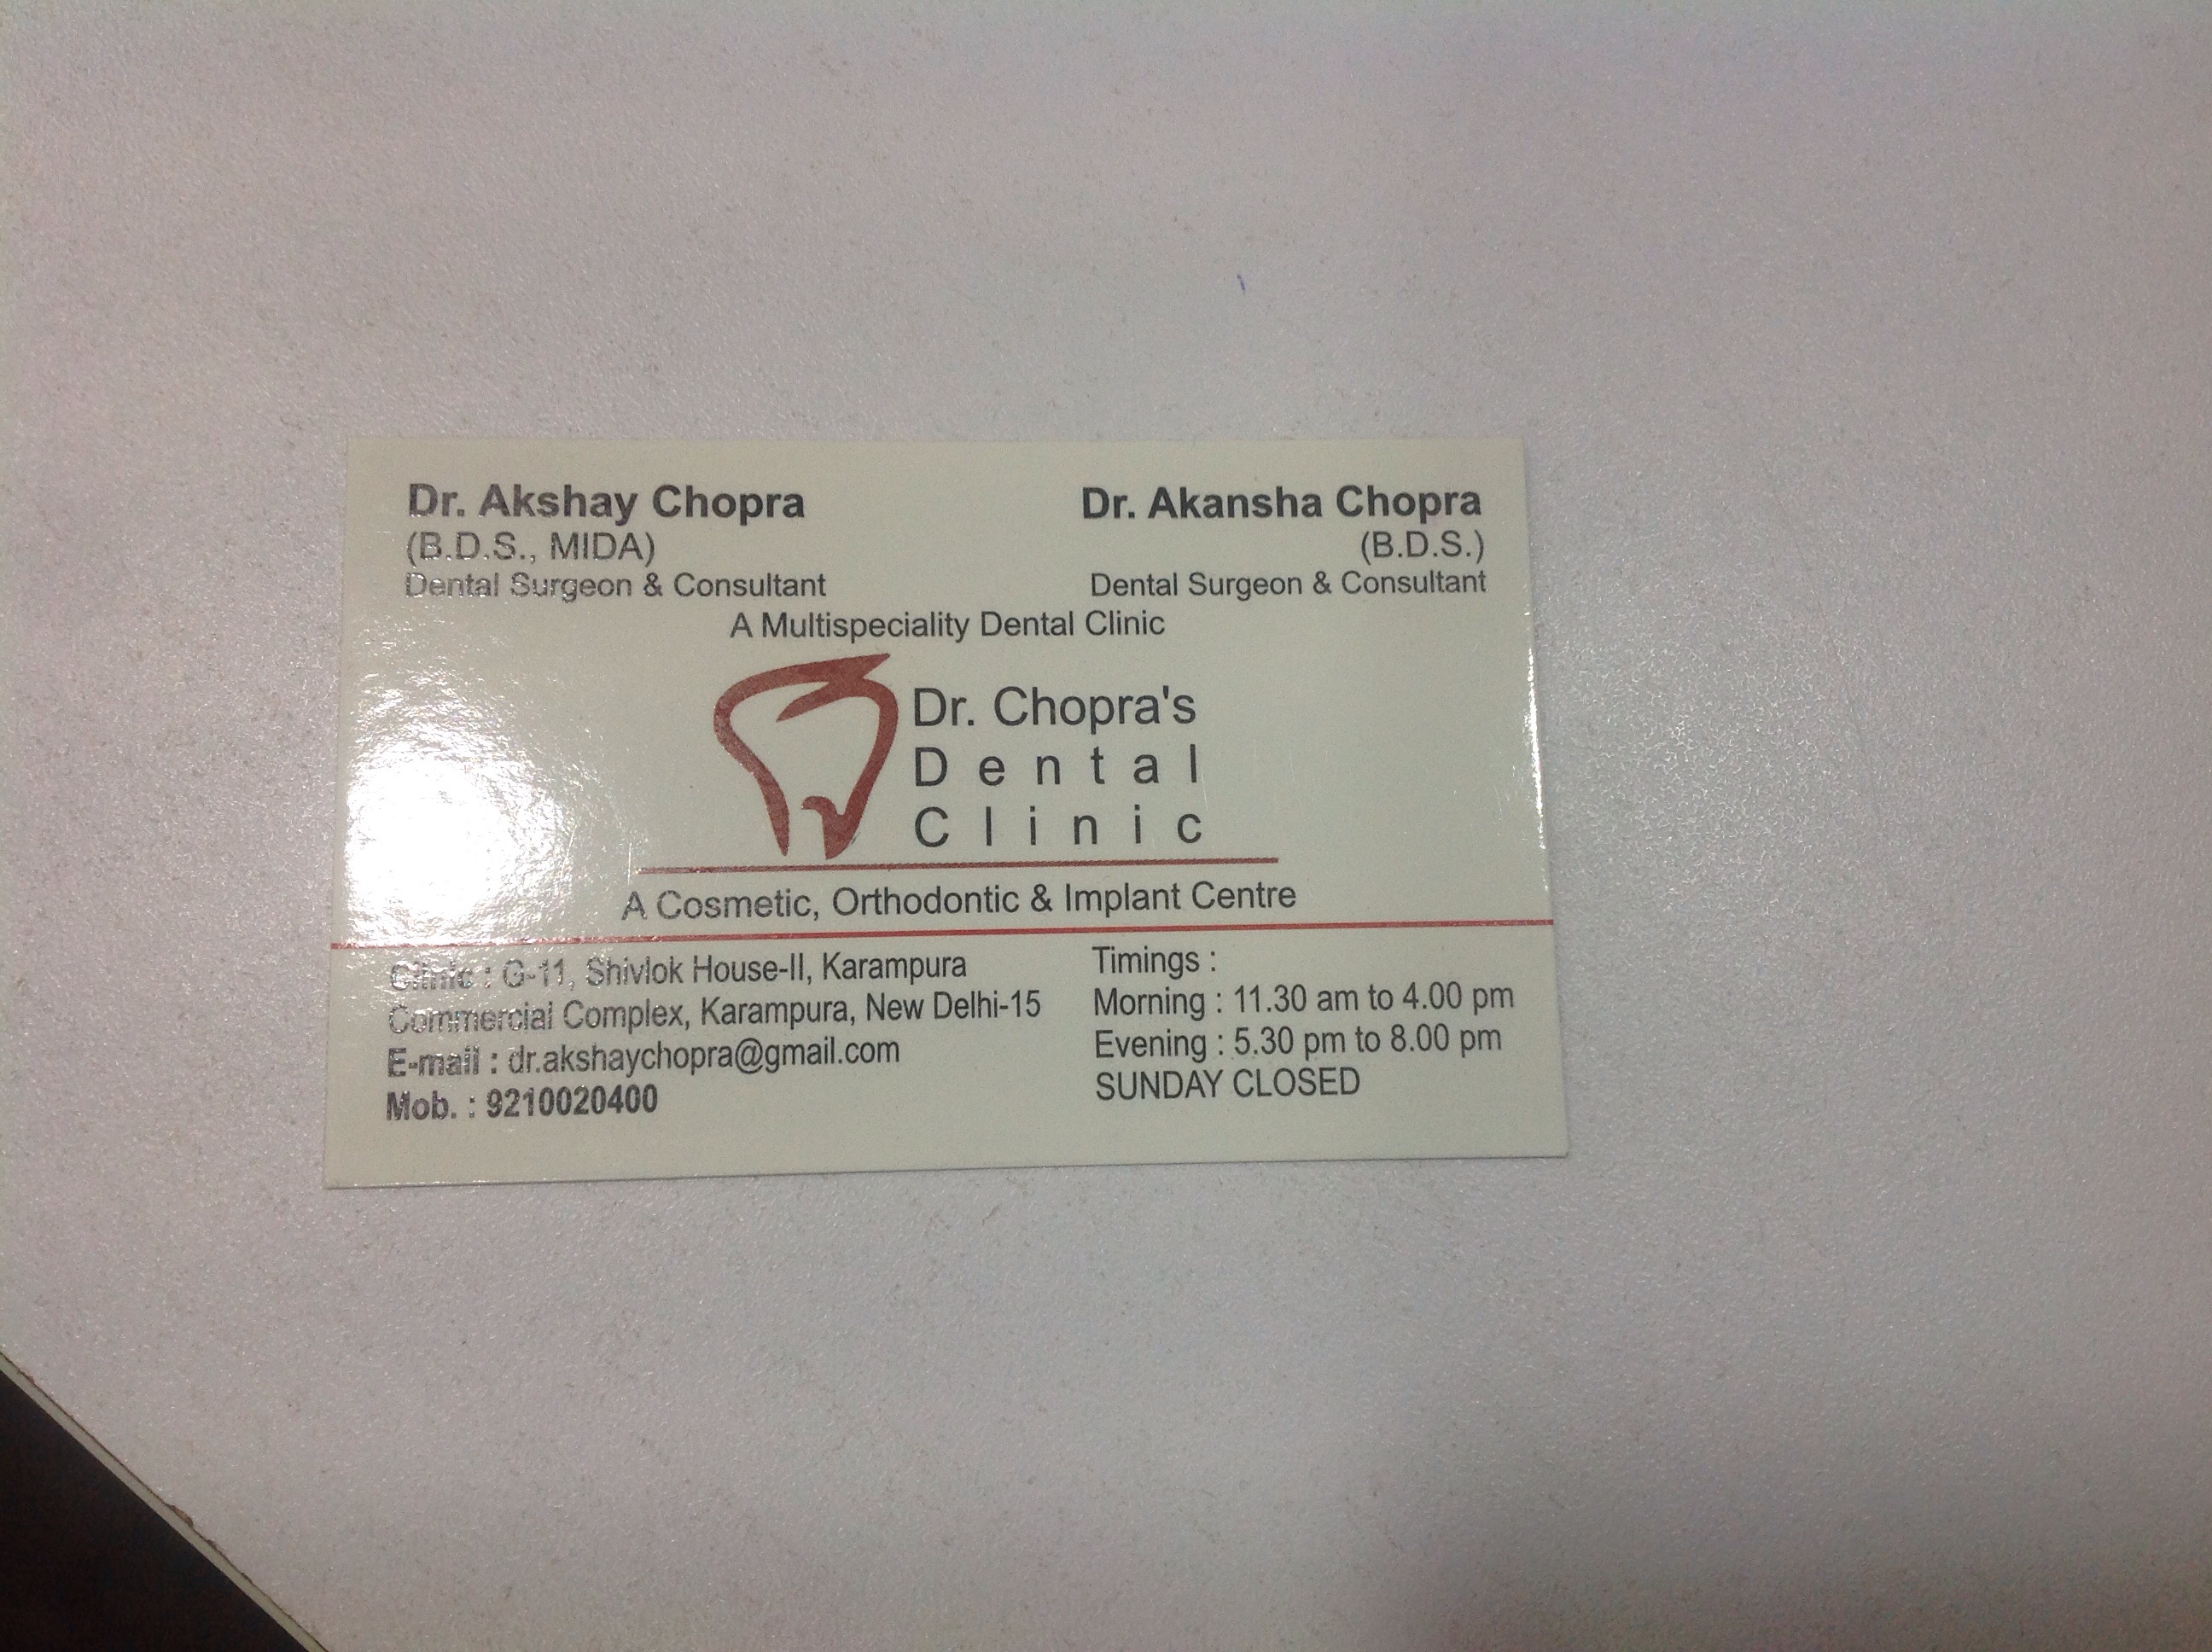 Dr. Akshay Chopra
(B.D.S., MIDA)
Dental Surgeon & Consultant
Dr. Akansha Chopra
(B.D.S.)
Dental Surgeon & Consultant
A Multispeciality Dental Clinic
Dr. Chopra's
Dental
Clinic
A Cosmetic, Orthodontic & Implant Centre
Clinic : G-11, Shivlok House-II, Karampura
Commercial Complex, Karampura, New Delhi-15
E-mail : dr.akshaychopra@gmail.com
Mob. : 9210020400
Timings :
Morning : 11.30 am to 4.00 pm
Evening : 5.30 pm to 8.00 pm
SUNDAY CLOSED